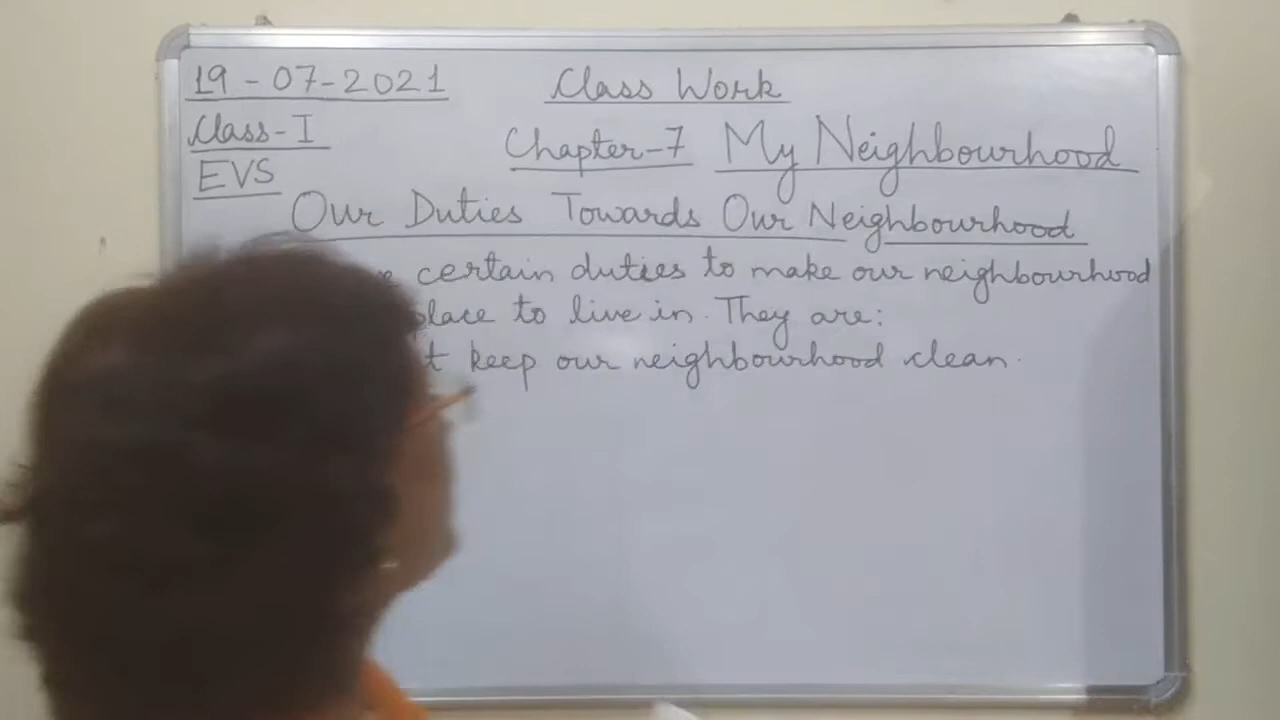 19-07-2021 Class Work
Class-I Chapter-7 My Neighbourhood
EVS
Our Duties Towards Our Neighbourhood
certain duties to make our neighbourhood
place to live in. They are:
keep our neighbourhood clean.